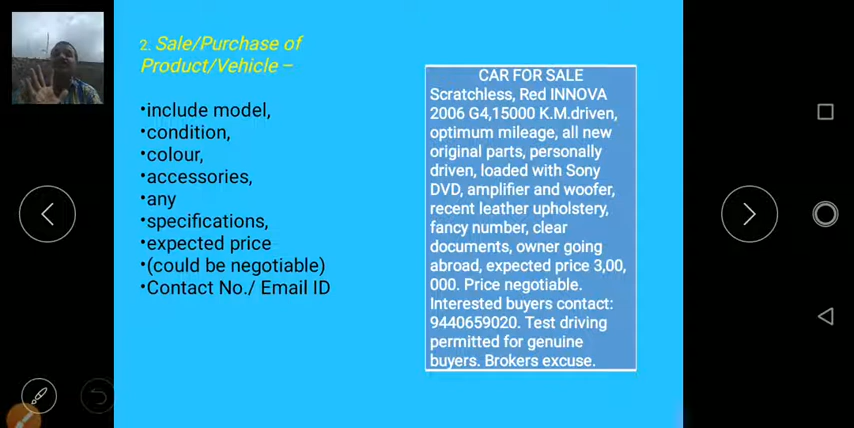 2. Sale/Purchase of
Product/Vehicle –
•include model,
•condition,
•colour,
•accessories,
•any
•specifications,
•expected price
•(could be negotiable)
•Contact No./ Email ID
CAR FOR SALE
Scratchless, Red INNOVA
2006 G4,15000 K.M.driven,
optimum mileage, all new
original parts, personally
driven, loaded with Sony
DVD, amplifier and woofer,
recent leather upholstery,
fancy number, clear
documents, owner going
abroad, expected price 3,00,
000. Price negotiable.
Interested buyers contact:
9440659020. Test driving
permitted for genuine
buyers. Brokers excuse.